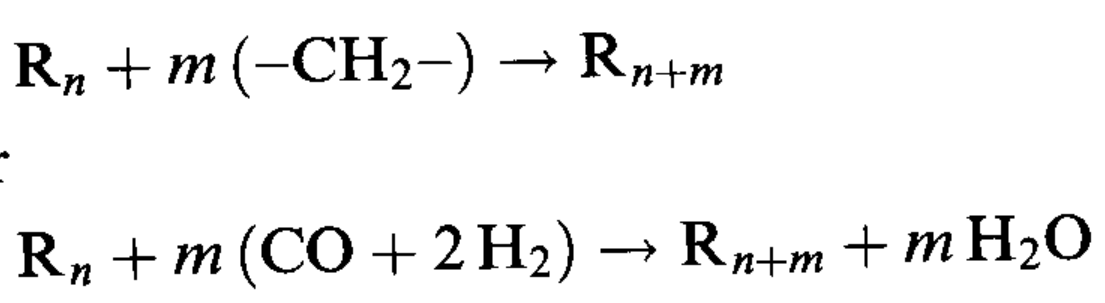 Rₙ + m (–CH₂–) → Rₙ₊ₘ
Rₙ + m (CO + 2 H₂) → Rₙ₊ₘ + m H₂O